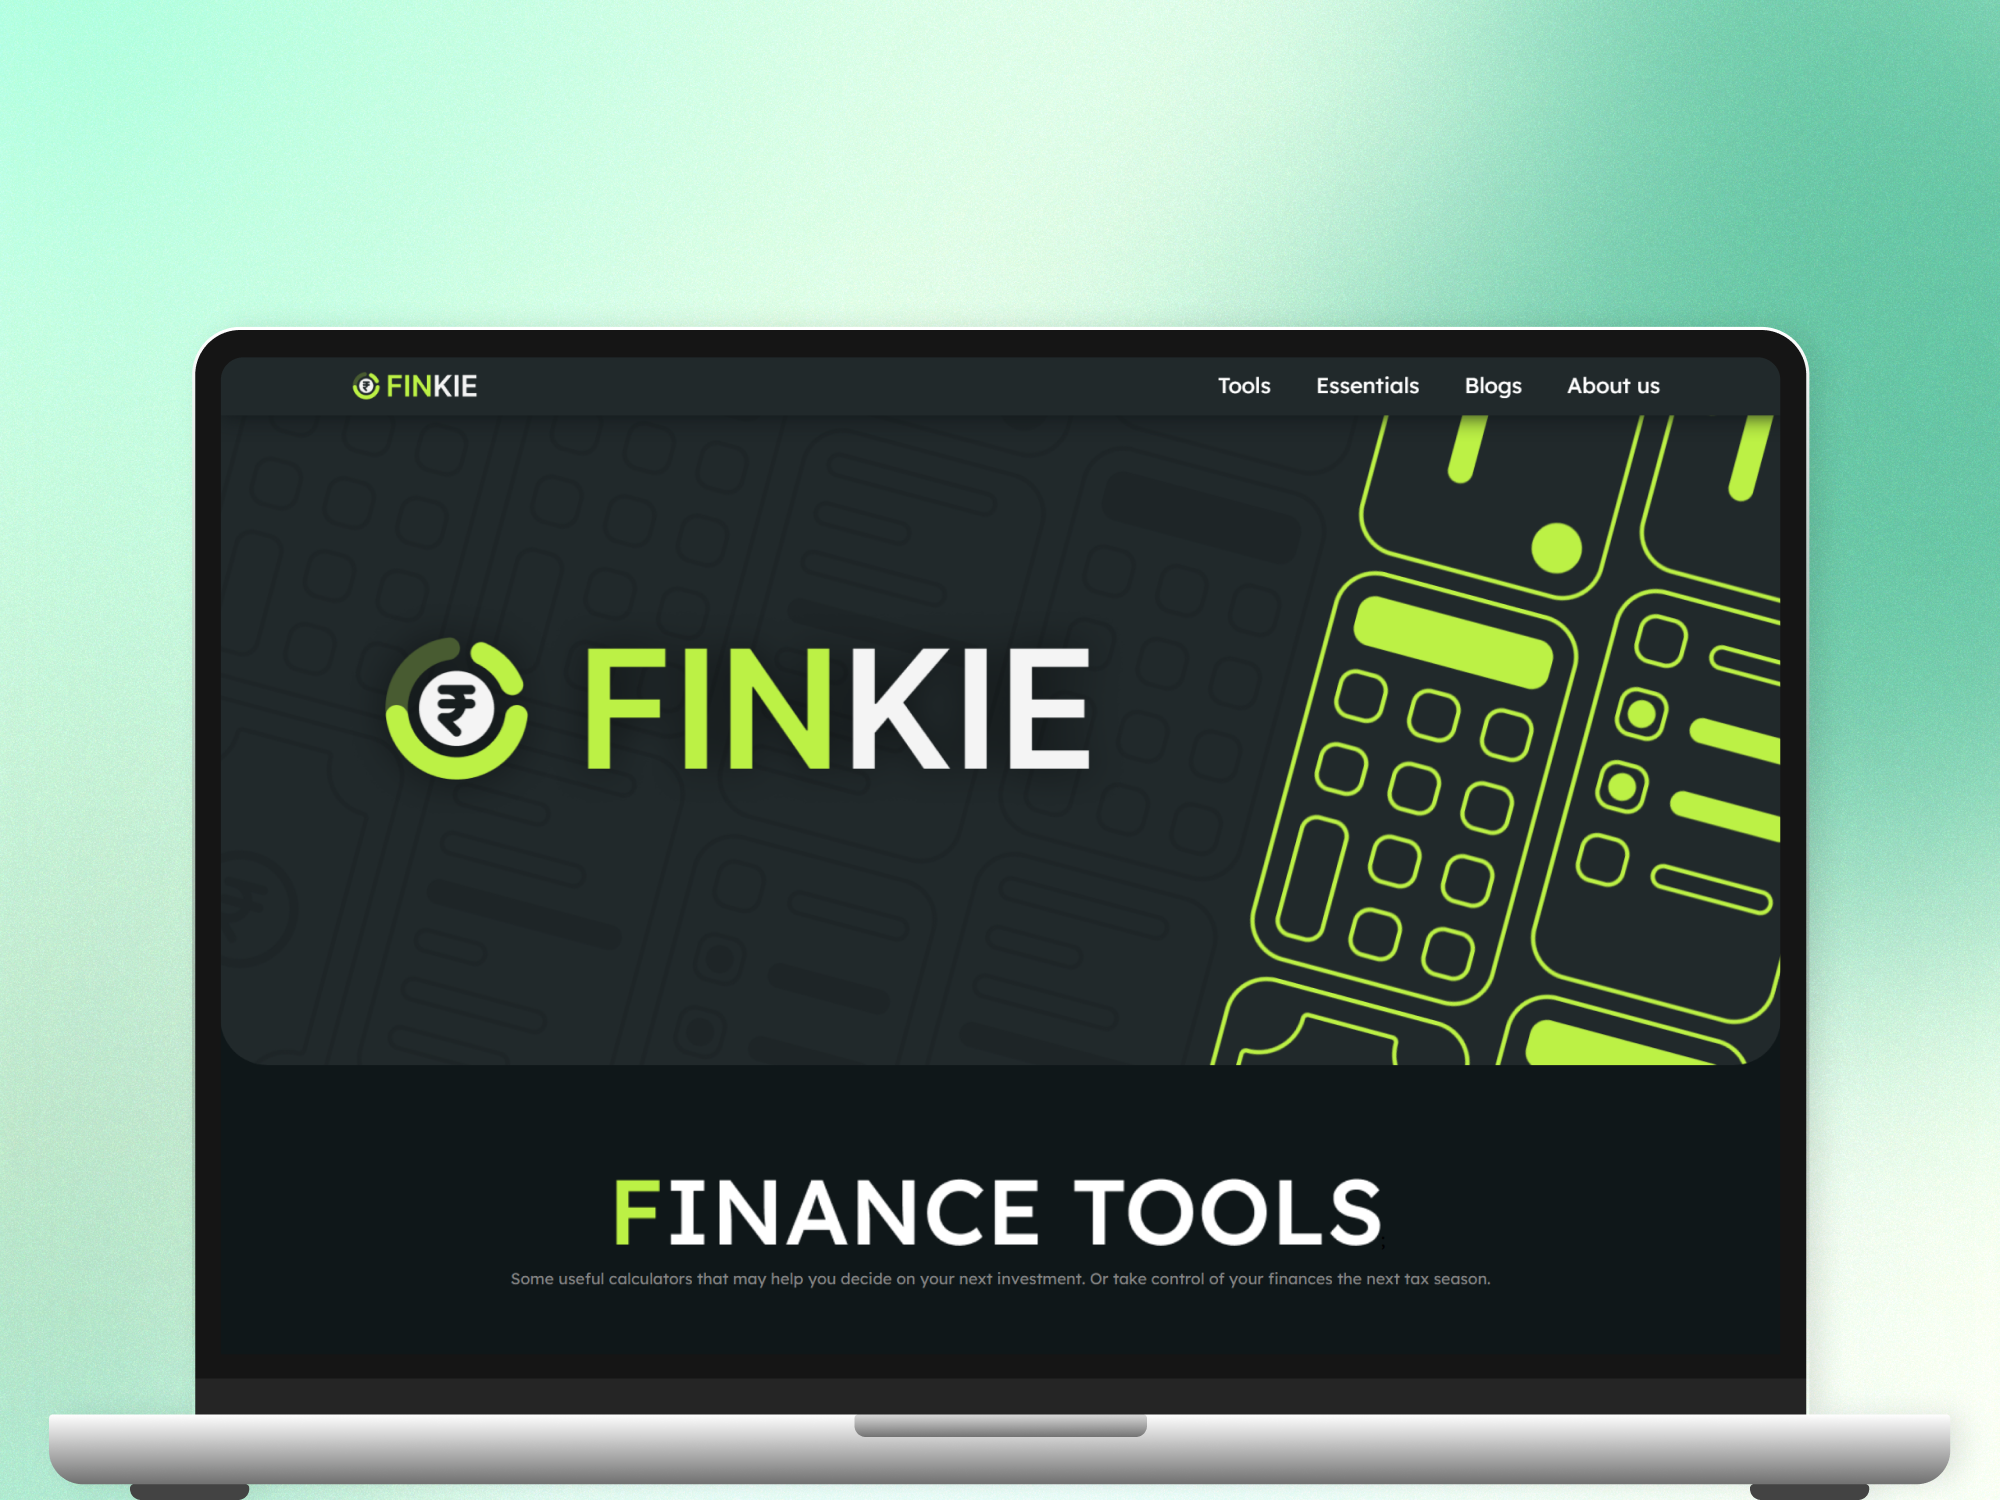 ₹ FINKIE
Tools Essentials Blogs About us
₹ FINKIE
₹
FINANCE TOOLS
Some useful calculators that may help you decide on your next investment. Or take control of your finances the next tax season.